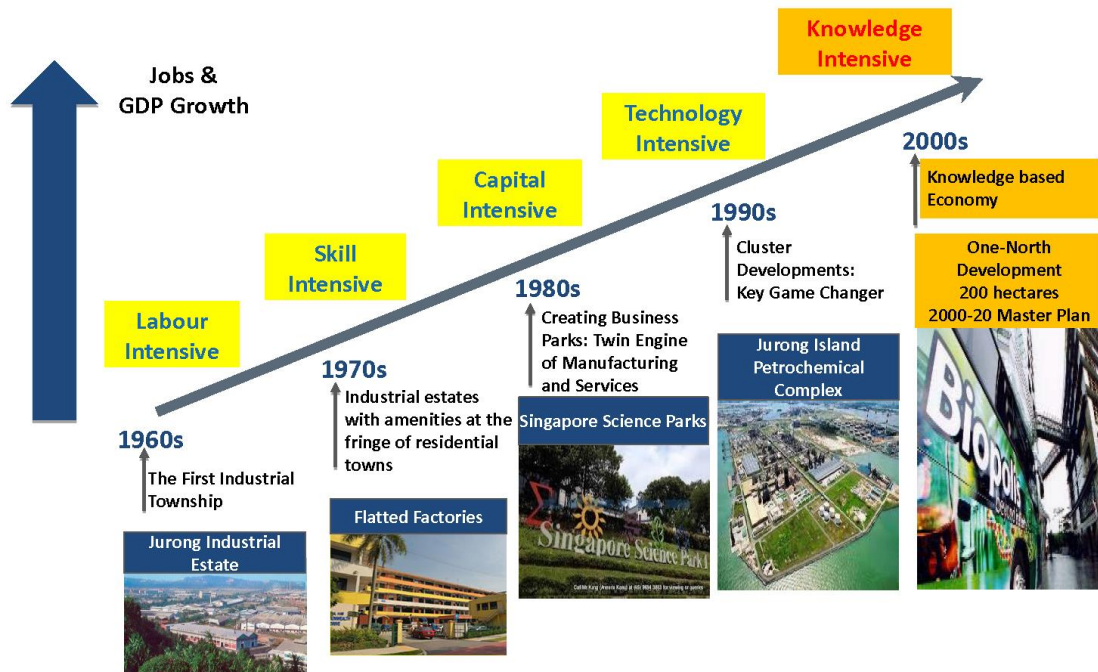 Knowledge
Intensive
Jobs &
GDP Growth
Technology
Intensive
2000s
Knowledge based
Economy
Capital
Intensive
1990s
Cluster
Developments:
Key Game Changer
One-North
Development
200 hectares
2000-20 Master Plan
Skill
Intensive
1980s
Creating Business
Parks: Twin Engine
of Manufacturing
and Services
Labour
Intensive
1970s
Industrial estates
with amenities at the
fringe of residential
towns
Jurong Island
Petrochemical
Complex
Singapore Science Parks
1960s
The First Industrial
Township
Biopolis
Singapore Science Park I
Flatted Factories
Jurong Industrial
Estate